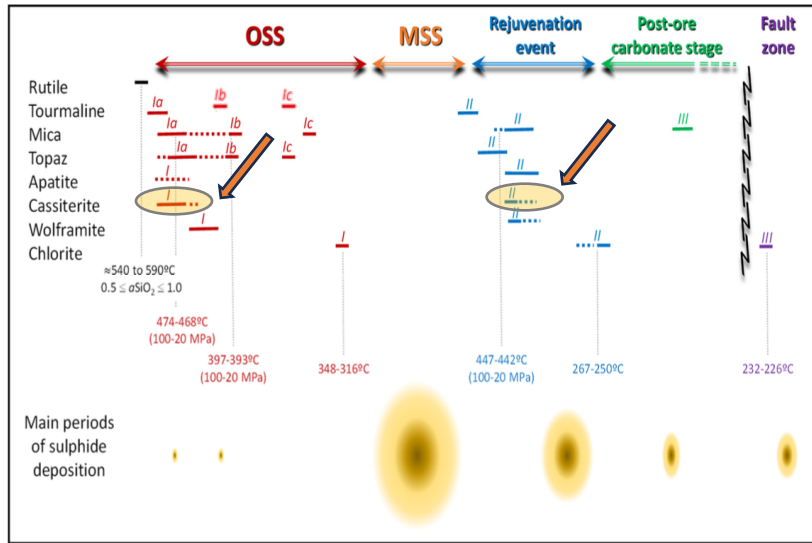 OSS
MSS
Rejuvenation
event
Post-ore
carbonate stage
Fault
zone
Rutile
Tourmaline Ia Ib Ic II
Mica Ia Ib Ic II III
Topaz Ia Ib Ic II
Apatite I II
Cassiterite I II
Wolframite I II
Chlorite I II III
≈540 to 590ºC
0.5 ≤ aSiO₂ ≤ 1.0
474-468ºC
(100-20 MPa)
397-393ºC
(100-20 MPa)
348-316ºC
447-442ºC
(100-20 MPa)
267-250ºC
232-226ºC
Main periods
of sulphide
deposition